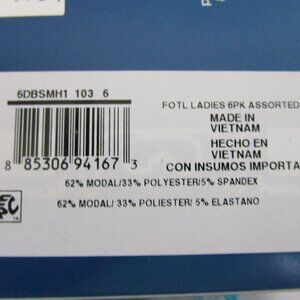 6DBSMH1 103 6
8 85306 94167 3
FOTL LADIES 6PK ASSORTED
MADE IN
VIETNAM
HECHO EN
VIETNAM
CON INSUMOS IMPORTA
62% MODAL/33% POLYESTER/5% SPANDEX
62% MODAL/ 33% POLIESTER/ 5% ELASTANO